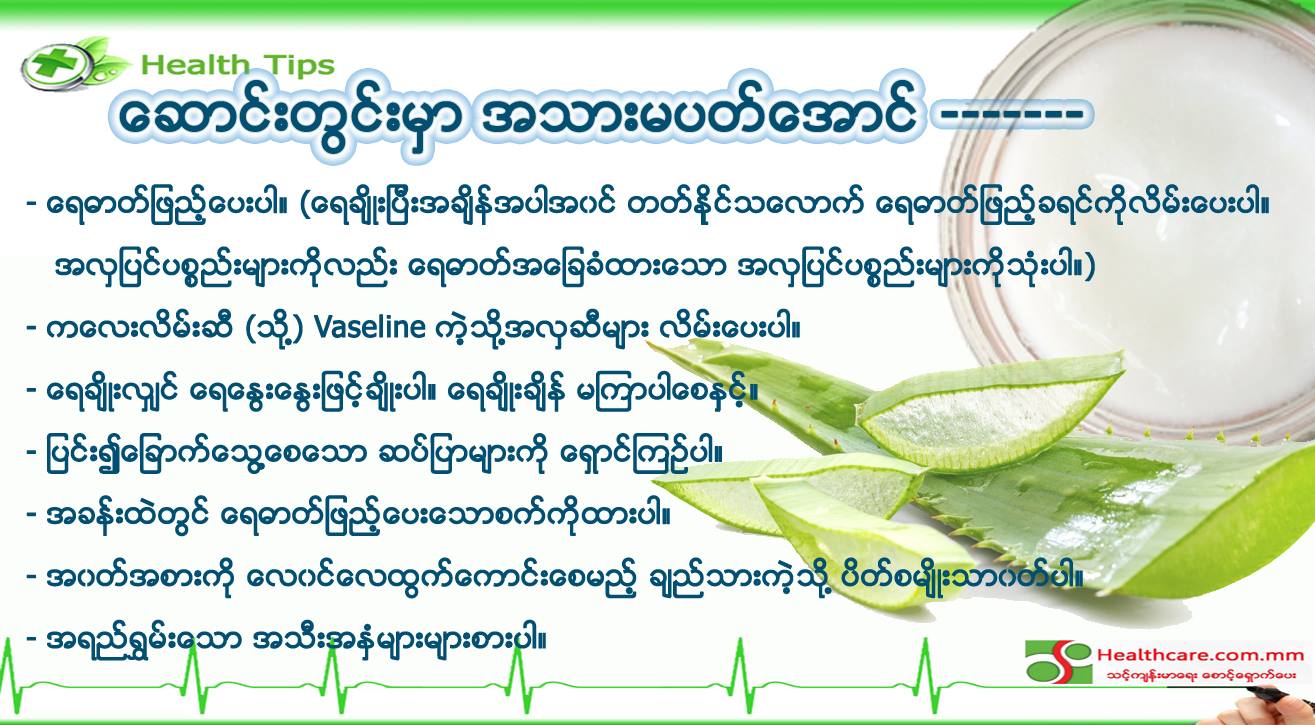 Health Tips
ဆောင်းတွင်းမှာ အသားမပတ်အောင် -------
- ရေဓာတ်ဖြည့်ပေးပါ။ (ရေချိုးပြီးအချိန်အပါအ၀င် တတ်နိုင်သလောက် ရေဓာတ်ဖြည့်ခရင်ကိုလိမ်းပေးပါ။
အလှပြင်ပစ္စည်းများကိုလည်း ရေဓာတ်အခြေခံထားသော အလှပြင်ပစ္စည်းများကိုသုံးပါ။)
- ကလေးလိမ်းဆီ (သို့) Vaseline ကဲ့သို့အလှဆီများ လိမ်းပေးပါ။
- ရေချိုးလျှင် ရေနွေးနွေးဖြင့်ချိုးပါ။ ရေချိုးချိန် မကြာပါစေနှင့်။
- ပြင်း၍ခြောက်သွေ့စေသော ဆပ်ပြာများကို ရှောင်ကြဉ်ပါ။
- အခန်းထဲတွင် ရေဓာတ်ဖြည့်ပေးသောစက်ကိုထားပါ။
- အ၀တ်အစားကို လေ၀င်လေထွက်ကောင်းစေမည့် ချည်သားကဲ့သို့ ပိတ်စမျိုးသာ၀တ်ပါ။
- အရည်ရွှမ်းသော အသီးအနှံများများစားပါ။
Healthcare.com.mm
သင့်ကျန်းမာရေး စောင့်ရှောက်ပေး